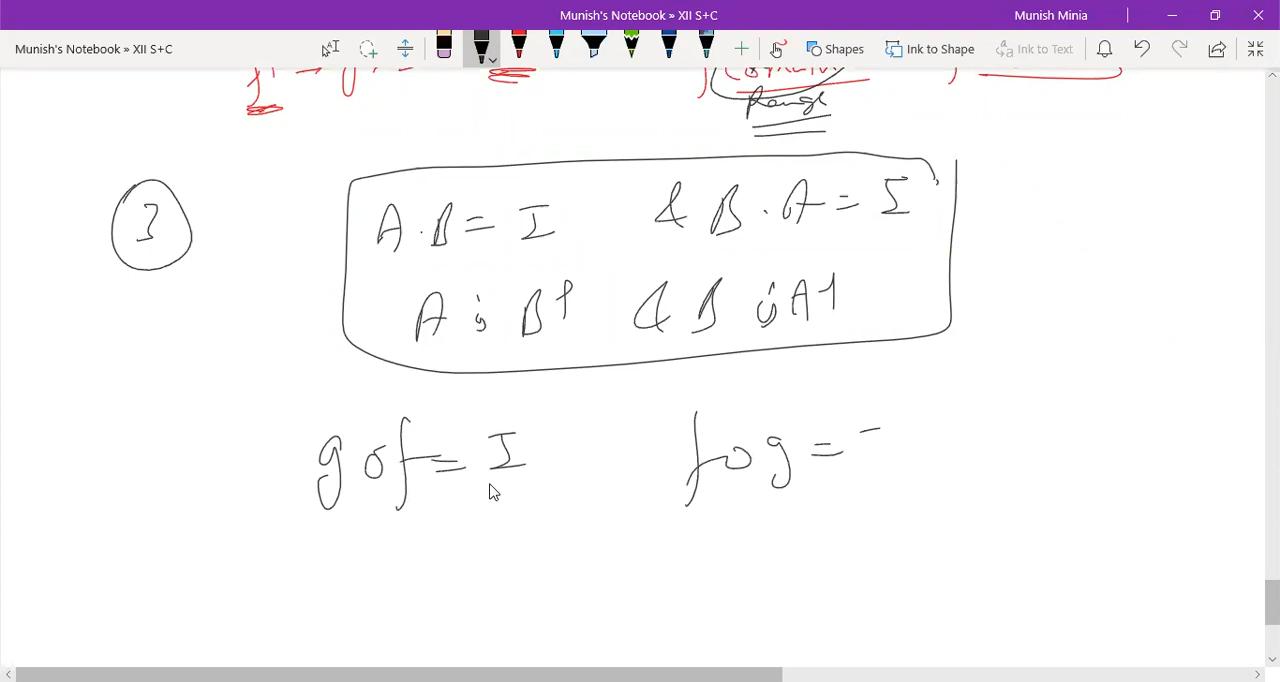 Munish's Notebook » XII S+C
Munish Minia
Munish's Notebook » XII S+C
Shapes
Ink to Shape
Ink to Text
Range
3
A . B = I & B . A = I
A is B⁻¹ & B is A⁻¹
gof = I fog =